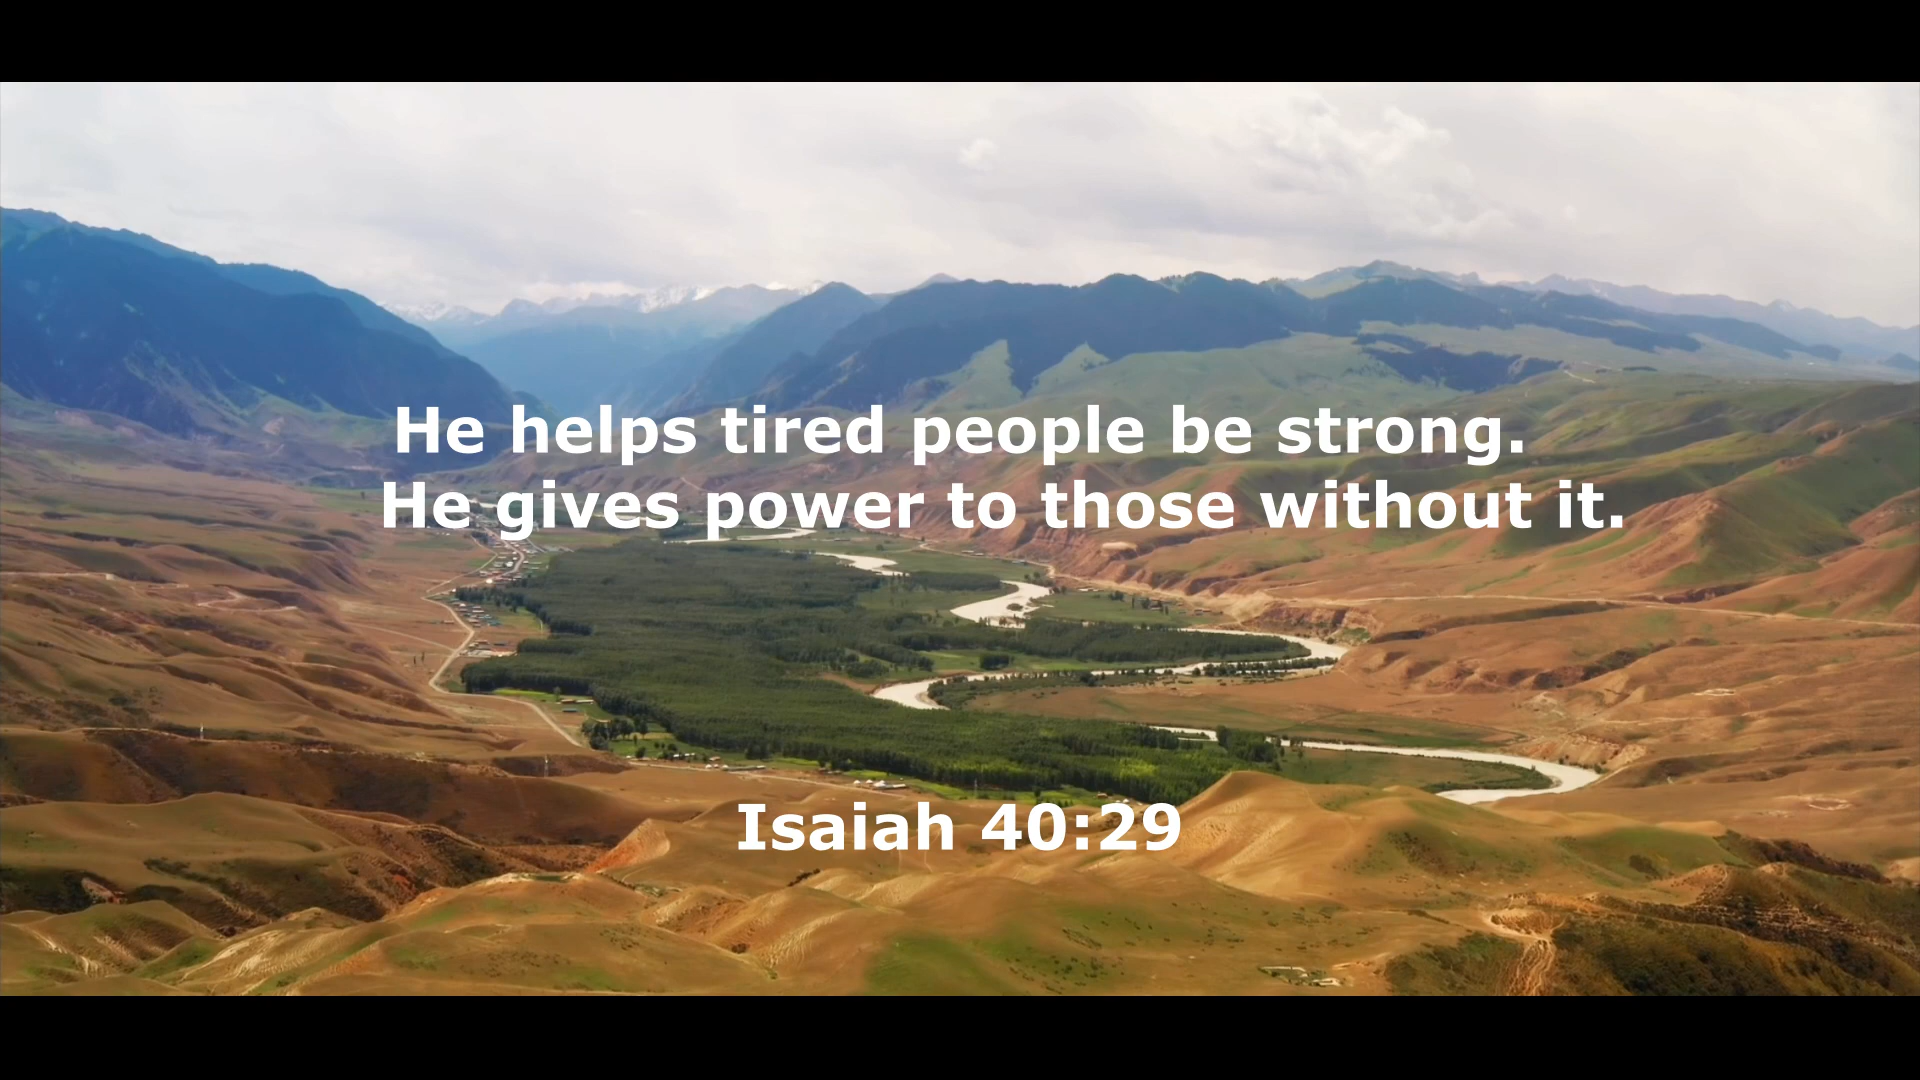 He helps tired people be strong.
He gives power to those without it.
Isaiah 40:29